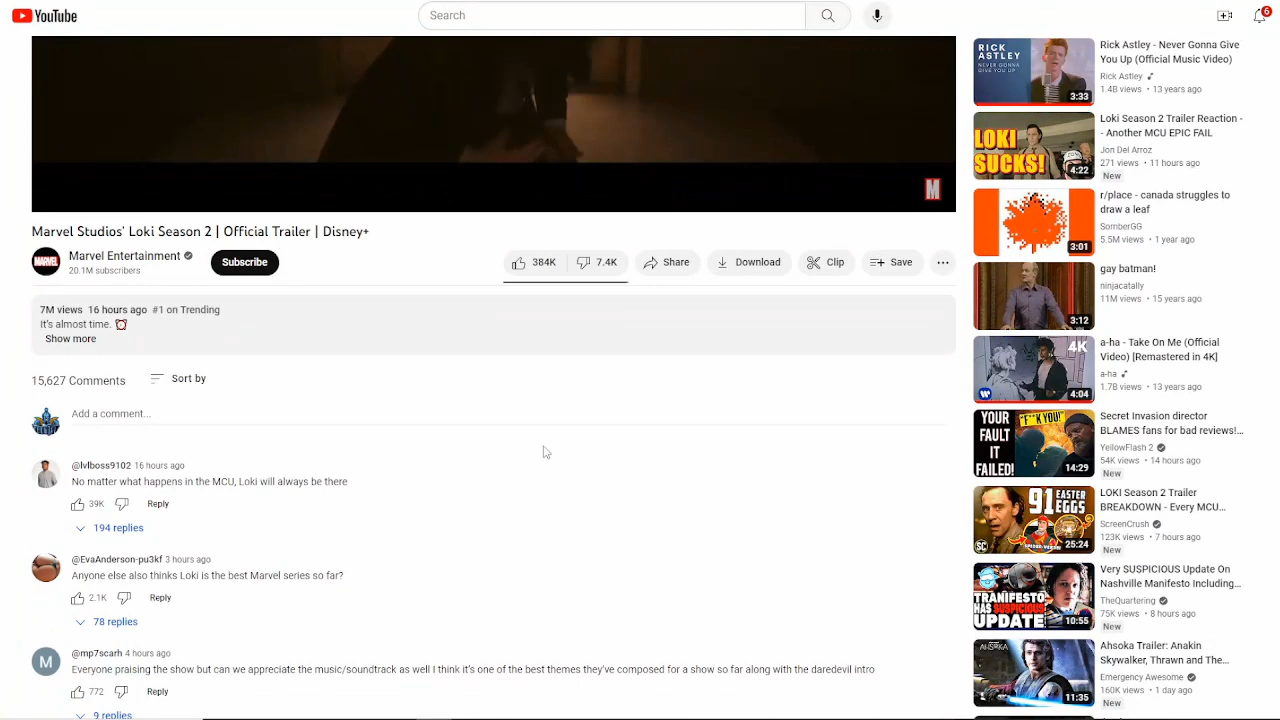 YouTube
Search
6
M
Marvel Studios' Loki Season 2 | Official Trailer | Disney+
MARVEL
Marvel Entertainment
20.1M subscribers
Subscribe
384K
7.4K
Share
Download
Clip
Save
7M views 16 hours ago #1 on Trending
It's almost time. ⏰
Show more
15,627 Comments
Sort by
Add a comment...
@lvlboss9102 16 hours ago
No matter what happens in the MCU, Loki will always be there
39K
Reply
194 replies
@EvaAnderson-pu3kf 3 hours ago
Anyone else also thinks Loki is the best Marvel series so far?
2.1K
Reply
78 replies
M
@mp7scarh 4 hours ago
Everyone praising the show but can we appreciate the music soundtracks as well I think it's one of the best themes they've composed for a show so far along with the daredevil intro
772
Reply
9 replies
RICK
ASTLEY
NEVER GONNA
GIVE YOU UP
3:33
Rick Astley - Never Gonna Give
You Up (Official Music Video)
Rick Astley
1.4B views • 13 years ago
LOKI
SUCKS!
4:22
Loki Season 2 Trailer Reaction -
- Another MCU EPIC FAIL
Jon Del Arroz
271 views • 11 hours ago
New
3:01
r/place - canada struggles to
draw a leaf
SomberGG
5.5M views • 1 year ago
3:12
gay batman!
ninjacatally
11M views • 15 years ago
4K
4:04
a-ha - Take On Me (Official
Video) [Remastered in 4K]
a-ha
1.7B views • 13 years ago
YOUR
FAULT
IT
FAILED!
"F**K YOU!"
14:29
Secret Invasion director
BLAMES fans for bad reviews!...
YellowFlash 2
54K views • 14 hours ago
New
91 EASTER
EGGS
SPIDER-VERSE!
SC
25:24
LOKI Season 2 Trailer
BREAKDOWN - Every MCU...
ScreenCrush
123K views • 7 hours ago
New
TRANIFESTO
HAS SUSPICIOUS
UPDATE
10:55
Very SUSPICIOUS Update On
Nashville Manifesto Including...
TheQuartering
75K views • 8 hours ago
New
AHSOKA
11:35
Ahsoka Trailer: Anakin
Skywalker, Thrawn and The...
Emergency Awesome
160K views • 1 day ago
New